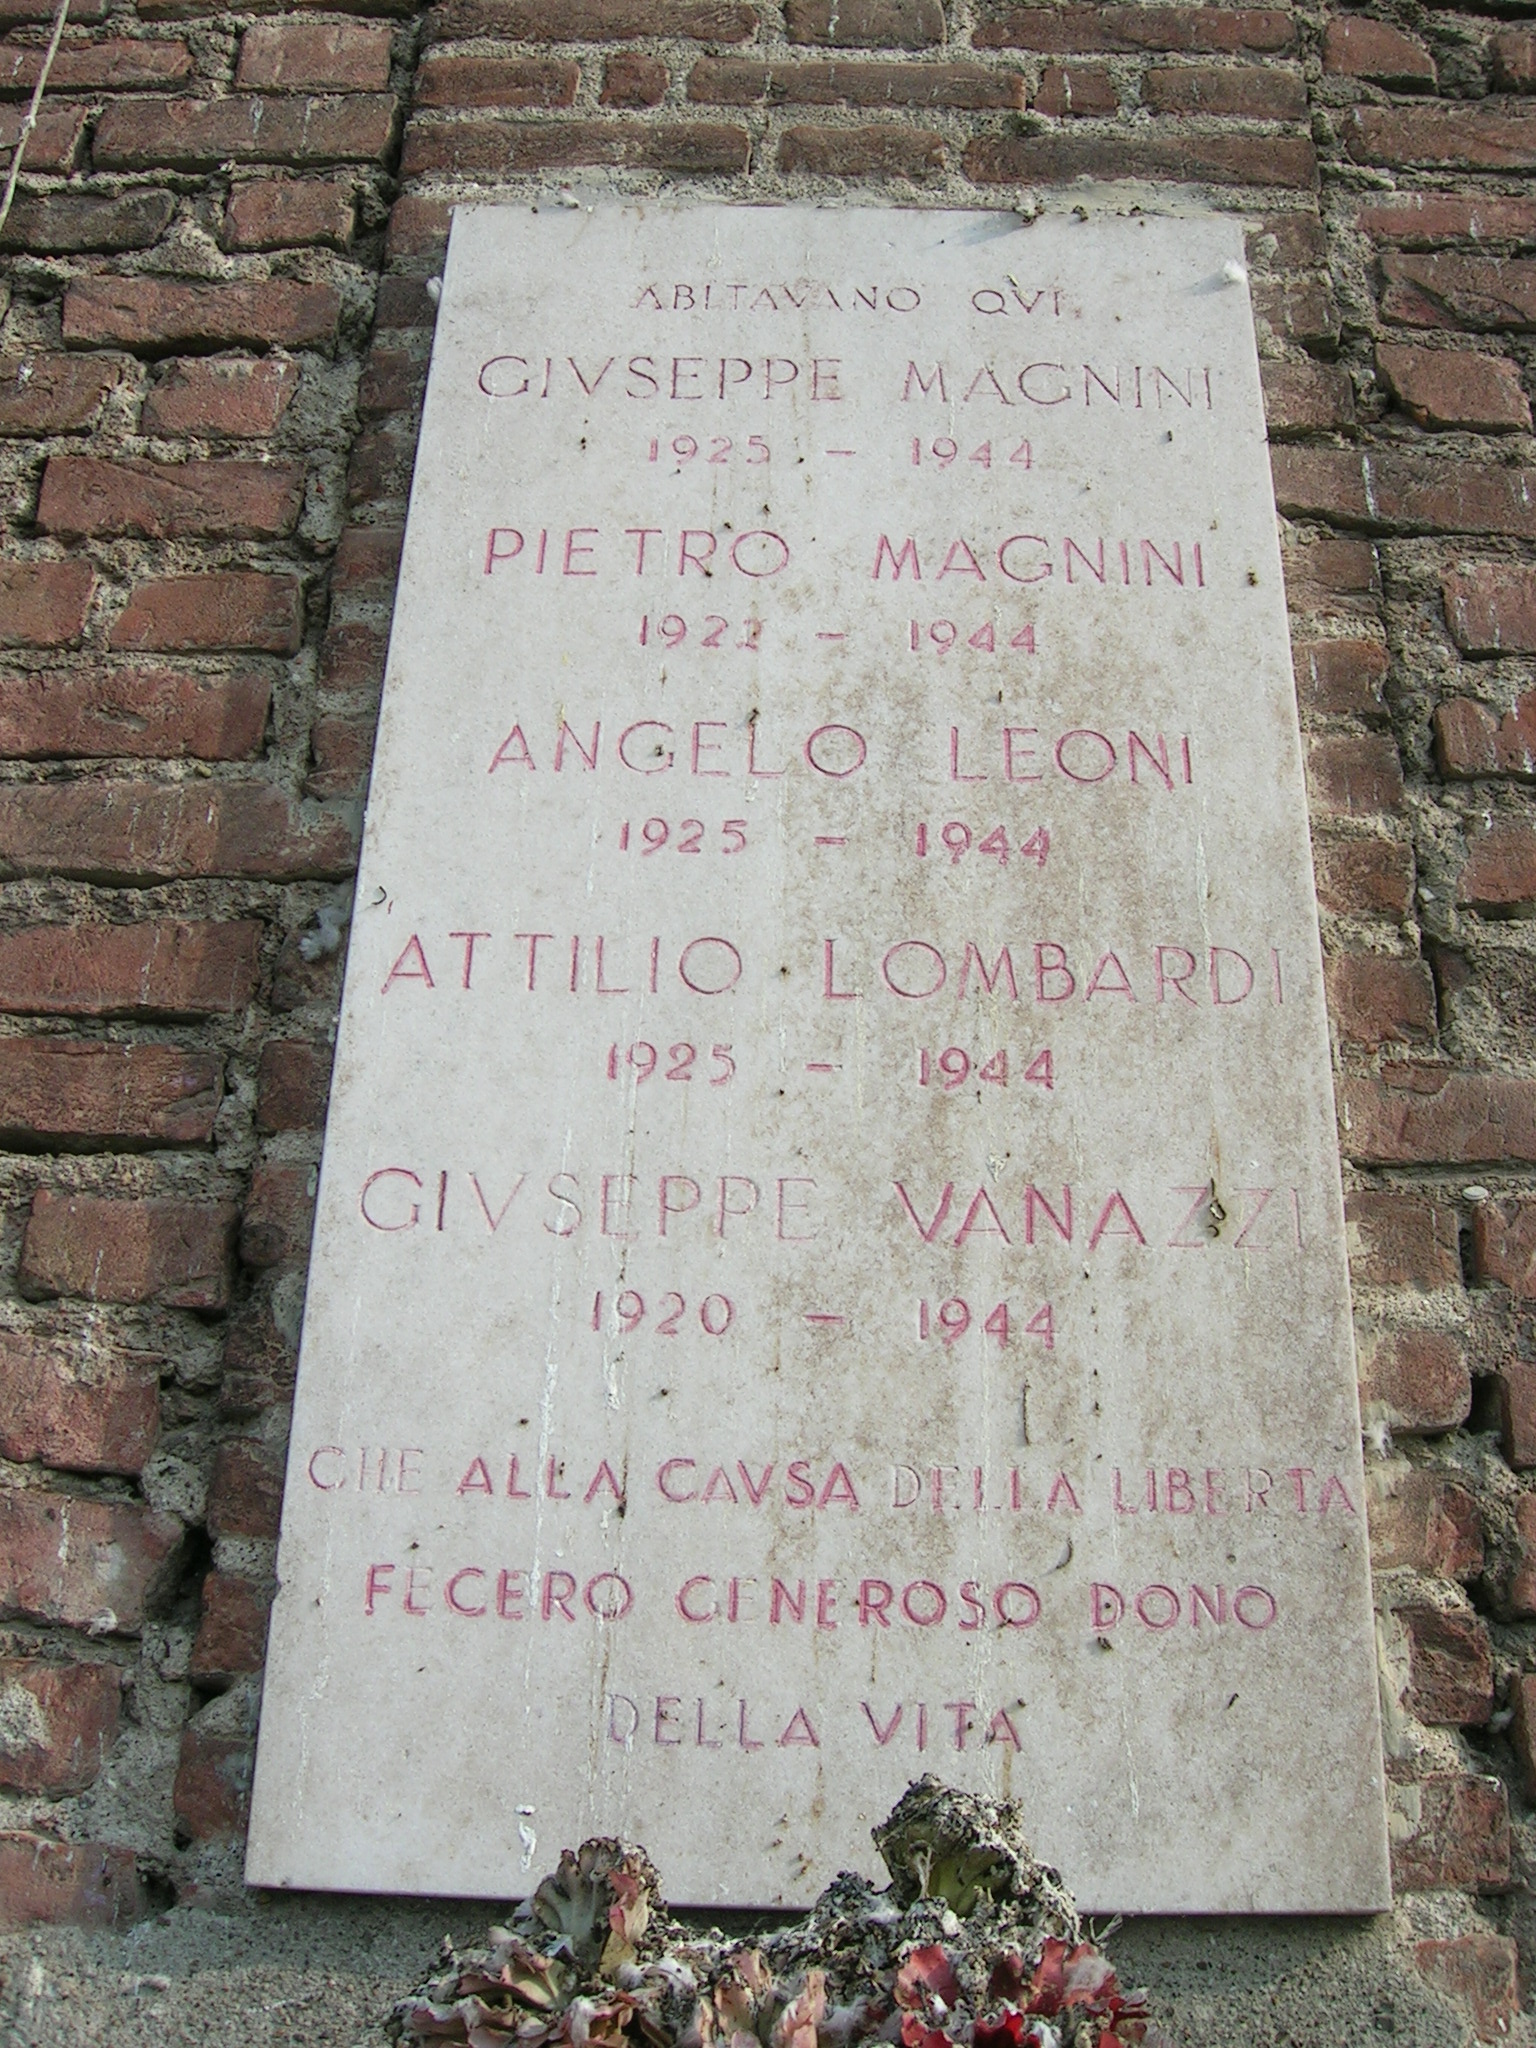 ABITAVANO QVI
GIVSEPPE MAGNINI
1925 - 1944
PIETRO MAGNINI
1922 - 1944
ANGELO LEONI
1925 - 1944
ATTILIO LOMBARDI
1925 - 1944
GIVSEPPE VANAZZI
1920 - 1944
CHE ALLA CAVSA DELLA LIBERTA
FECERO GENEROSO DONO
DELLA VITA